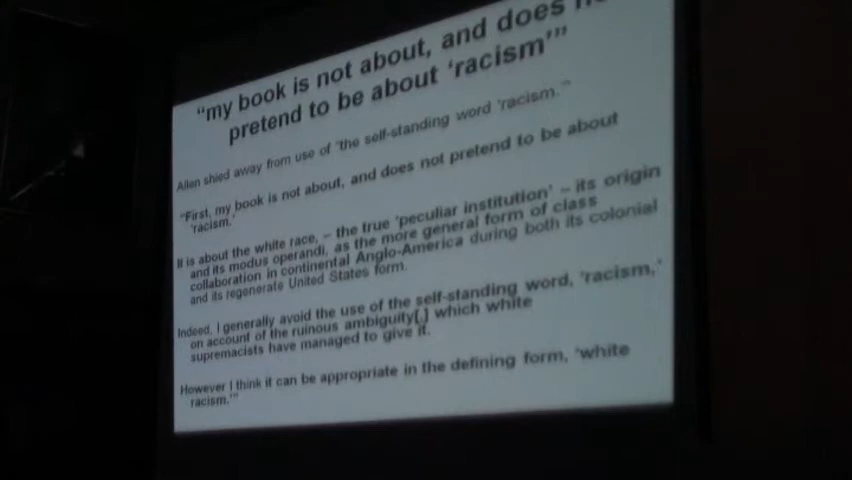 "my book is not about, and does
pretend to be about 'racism'"
Allen shied away from use of "the self-standing word 'racism.'"
"First, my book is not about, and does not pretend to be about
'racism.'
It is about the white race, – the true 'peculiar institution' – its origin
and its modus operandi, as the more general form of class
collaboration in continental Anglo-America during both its colonial
and its regenerate United States form.
Indeed, I generally avoid the use of the self-standing word, 'racism,'
on account of the ruinous ambiguity[,] which white
supremacists have managed to give it.
However I think it can be appropriate in the defining form, 'white
racism.'"